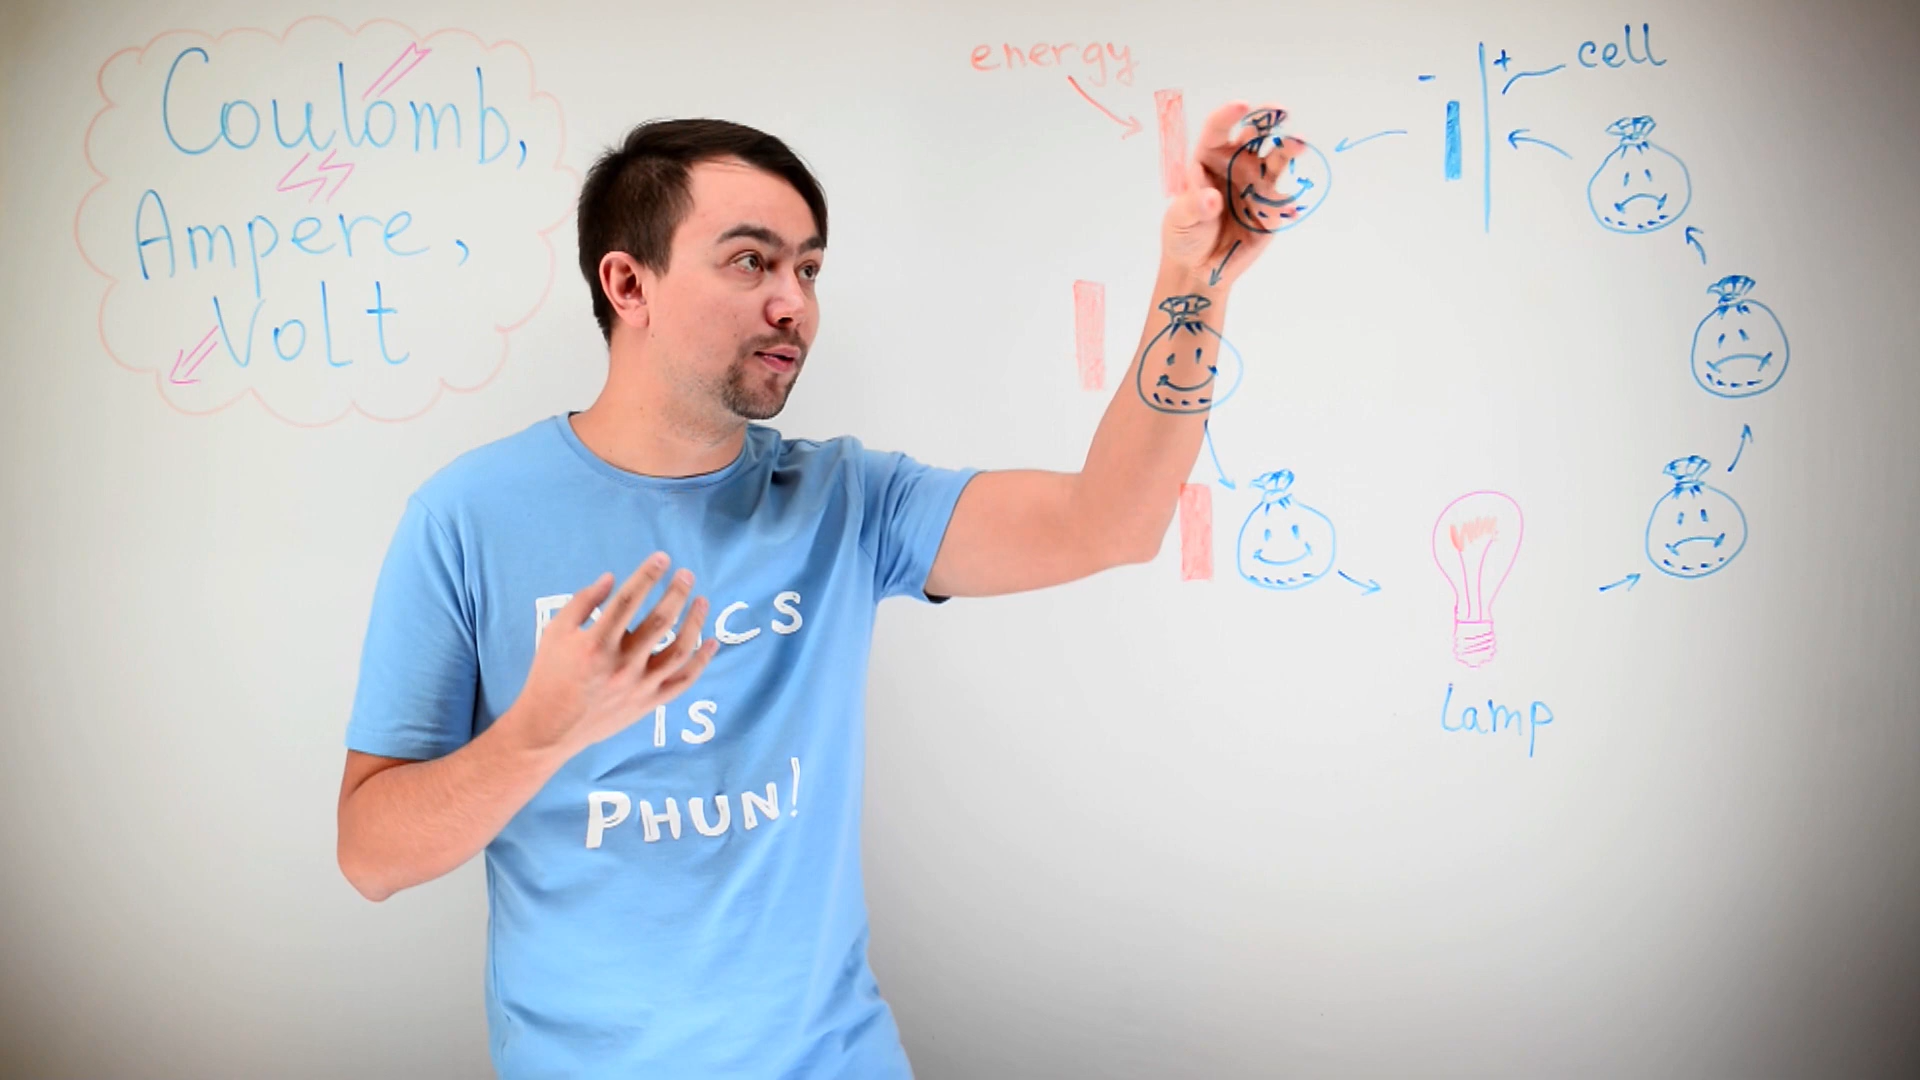 Coulomb,
Ampere,
Volt
energy
- + cell
Lamp
IS
PHUN!